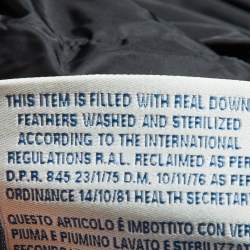 THIS ITEM IS FILLED WITH REAL DOWN
FEATHERS WASHED AND STERILIZED
ACCORDING TO THE INTERNATIONAL
REGULATIONS R.A.L. RECLAIMED AS PER
D.P.R. 845 23/1/75 D.M. 10/11/76 AS PER
ORDINANCE 14/10/81 HEALTH SECRETAR
QUESTO ARTICOLO È IMBOTTITO CON VE
PIUMA E PIUMINO LAVATO E STERILIZZAT